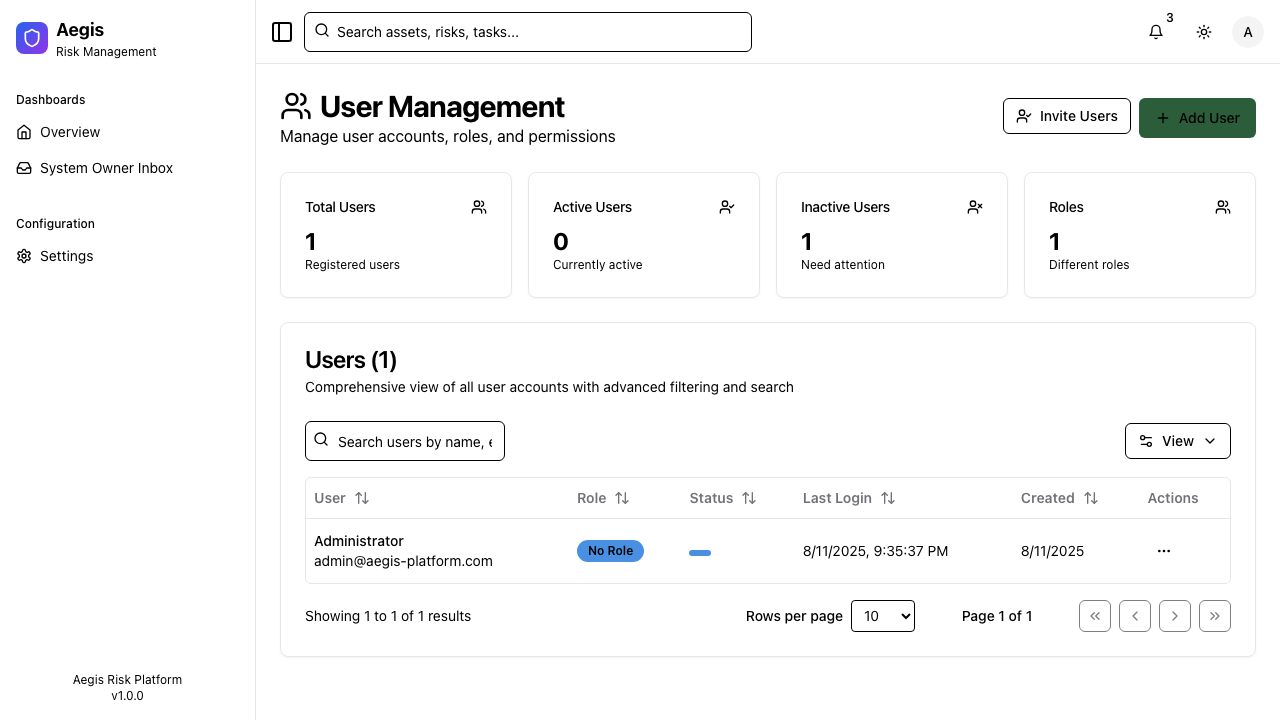 Aegis
Risk Management
Dashboards
Overview
System Owner Inbox
Configuration
Settings
Aegis Risk Platform
v1.0.0
Search assets, risks, tasks...
3
A
User Management
Manage user accounts, roles, and permissions
Invite Users
Add User
Total Users
1
Registered users
Active Users
0
Currently active
Inactive Users
1
Need attention
Roles
1
Different roles
Users (1)
Comprehensive view of all user accounts with advanced filtering and search
Search users by name,
View
User Role Status Last Login Created Actions
Administrator
admin@aegis-platform.com
No Role
8/11/2025, 9:35:37 PM
8/11/2025
Showing 1 to 1 of 1 results
Rows per page 10
Page 1 of 1